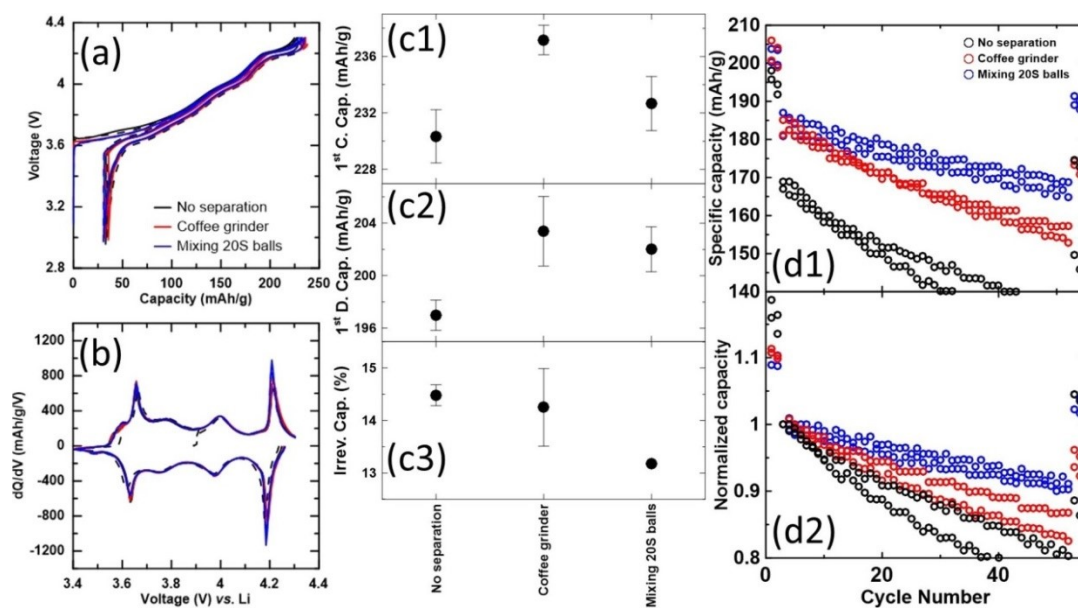 (a)
4.4
4.0
3.6
3.2
2.8
Voltage (V)
No separation
Coffee grinder
Mixing 20S balls
0
50
100
150
200
250
Capacity (mAh/g)
(b)
1200
800
400
0
-400
-800
-1200
dQ/dV (mAh/g/V)
3.4
3.6
3.8
4
4.2
4.4
Voltage (V) vs. Li
(c1)
236
232
228
1st C. Cap. (mAh/g)
(c2)
204
200
196
1st D. Cap. (mAh/g)
(c3)
15
14
13
Irrev. Cap. (%)
No separation
Coffee grinder
Mixing 20S balls
210
200
190
180
170
160
150
140
Specific capacity (mAh/g)
No separation
Coffee grinder
Mixing 20S balls
(d1)
1.1
1
0.9
0.8
Normalized capacity
(d2)
0
20
40
Cycle Number